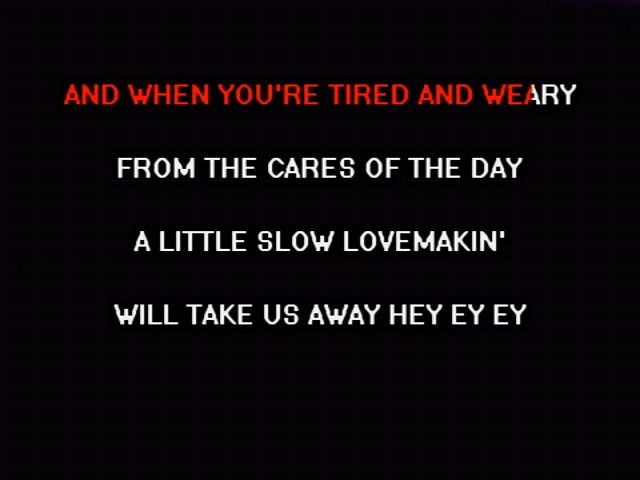 AND WHEN YOU'RE TIRED AND WEARY
FROM THE CARES OF THE DAY
A LITTLE SLOW LOVEMAKIN'
WILL TAKE US AWAY HEY EY EY